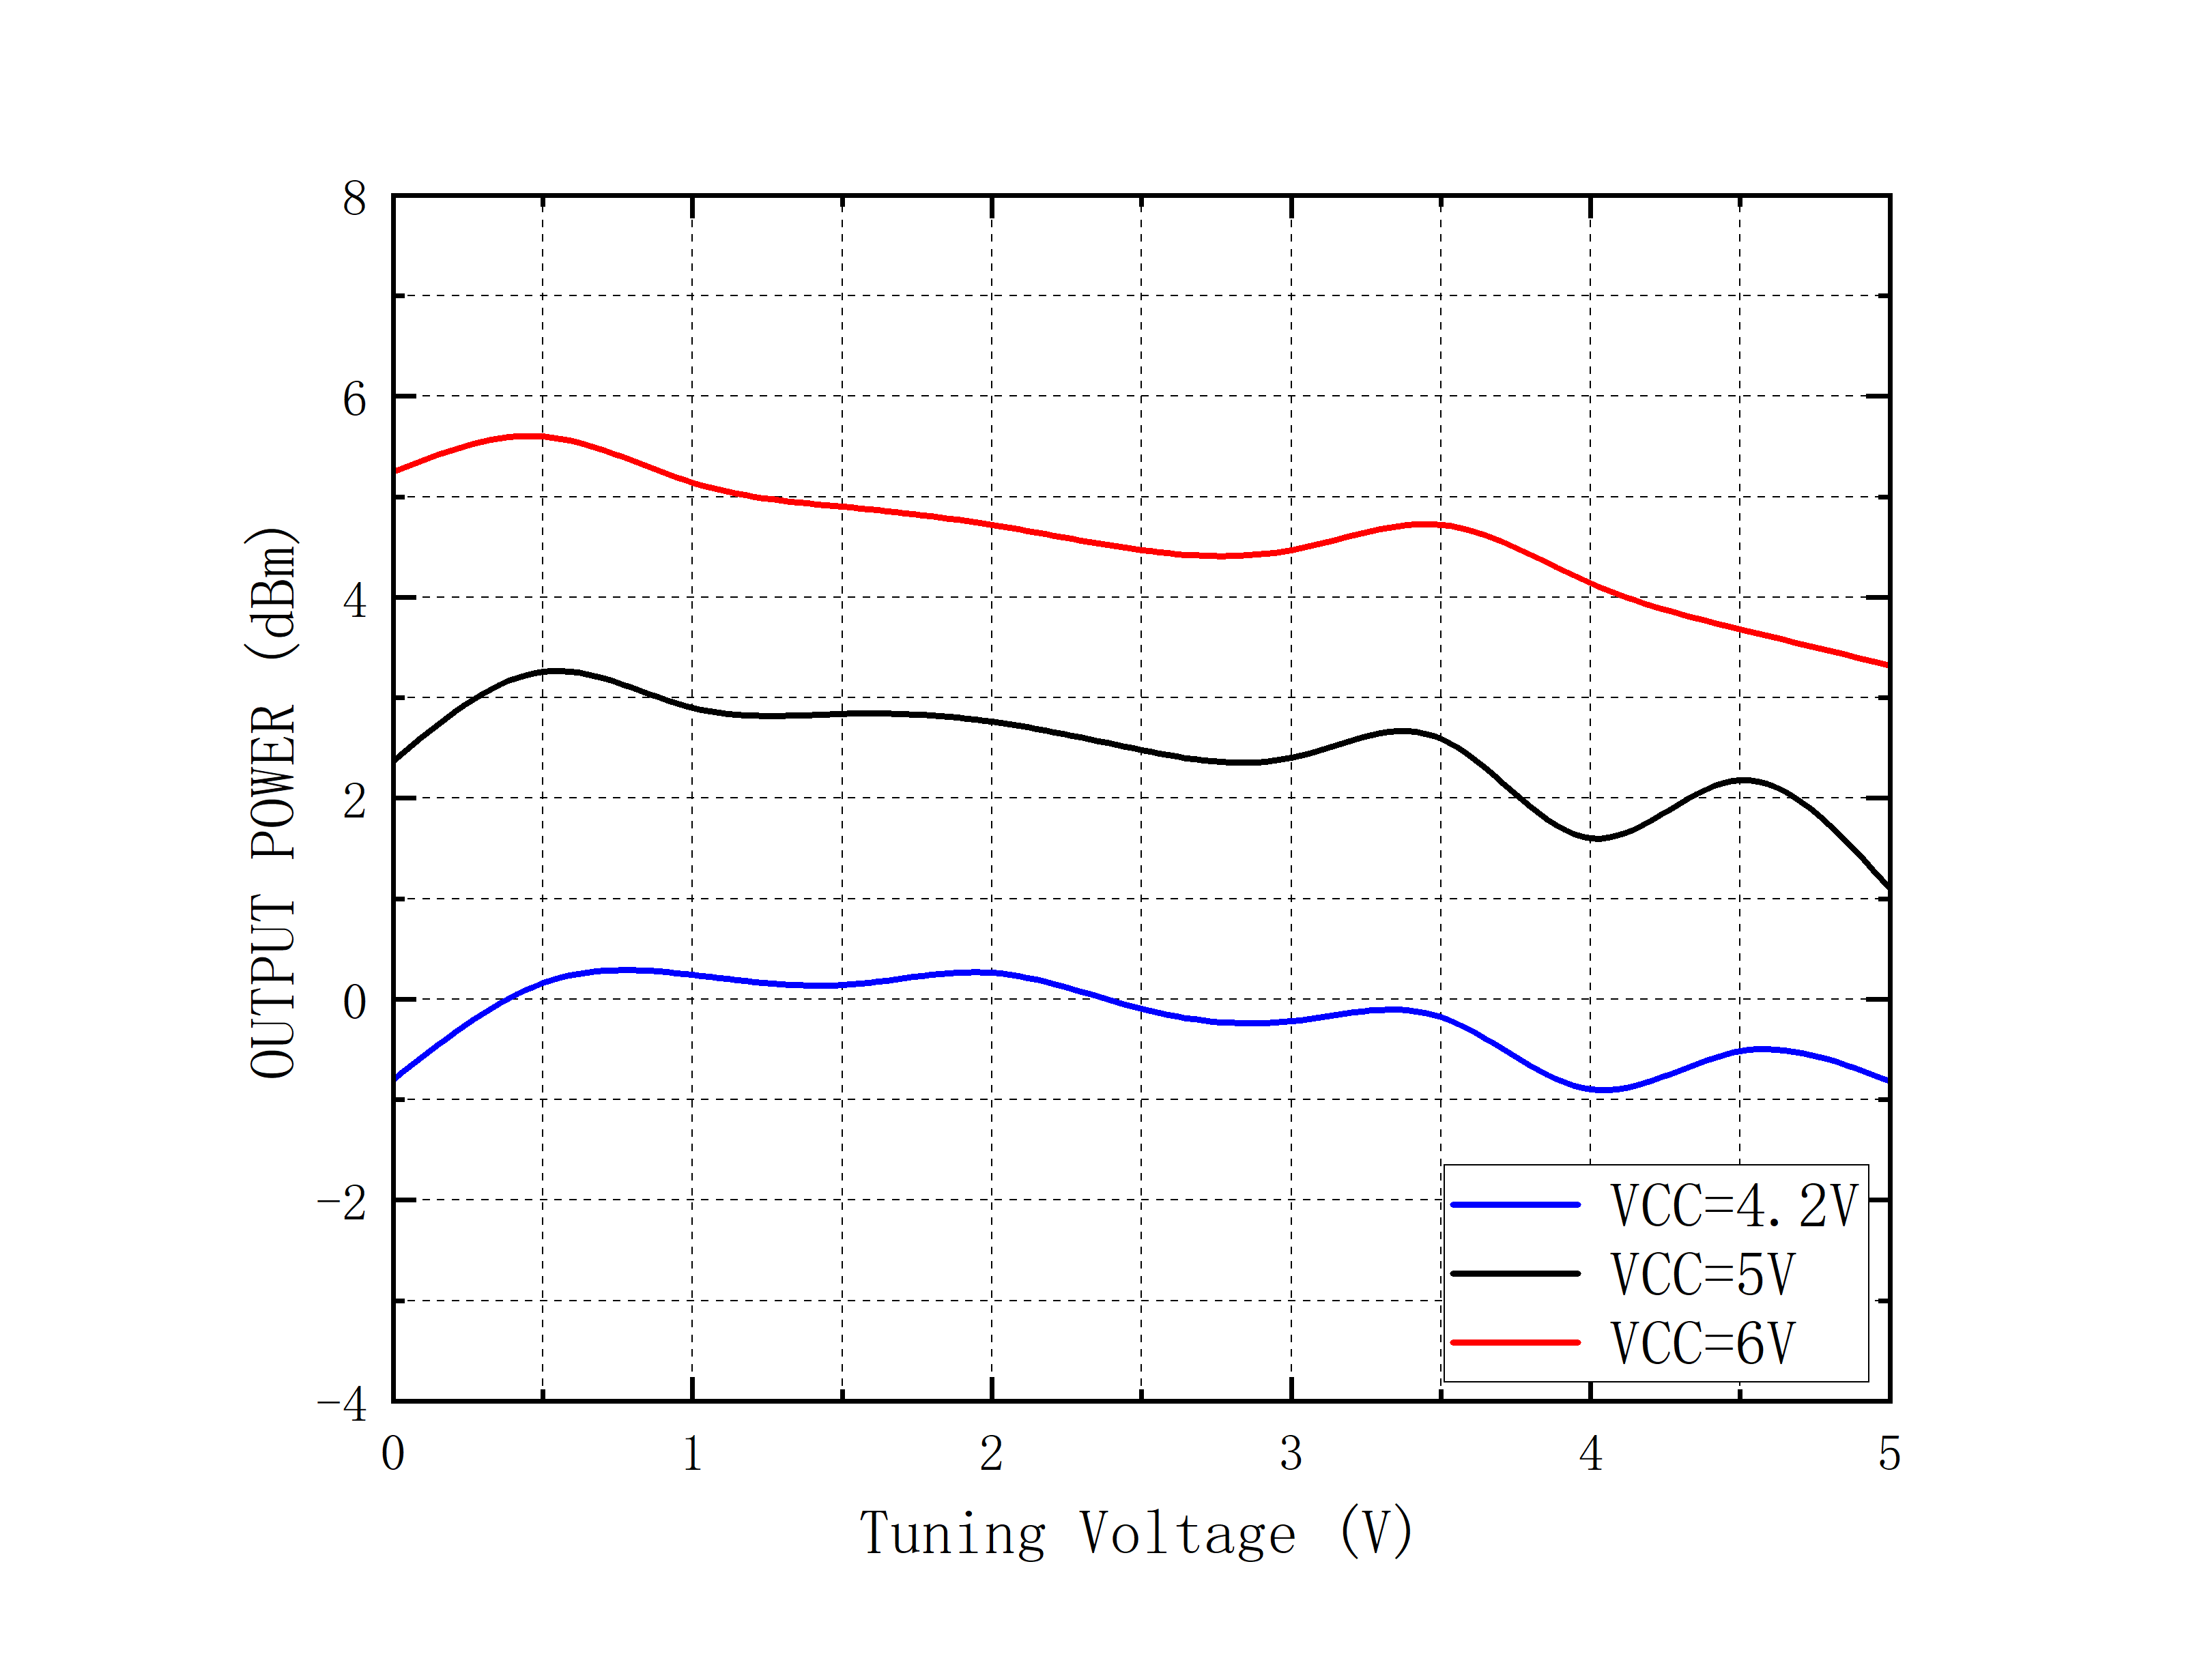 8
6
4
2
0
-2
-4
OUTPUT POWER (dBm)
0 1 2 3 4 5
Tuning Voltage (V)
VCC=4.2V
VCC=5V
VCC=6V